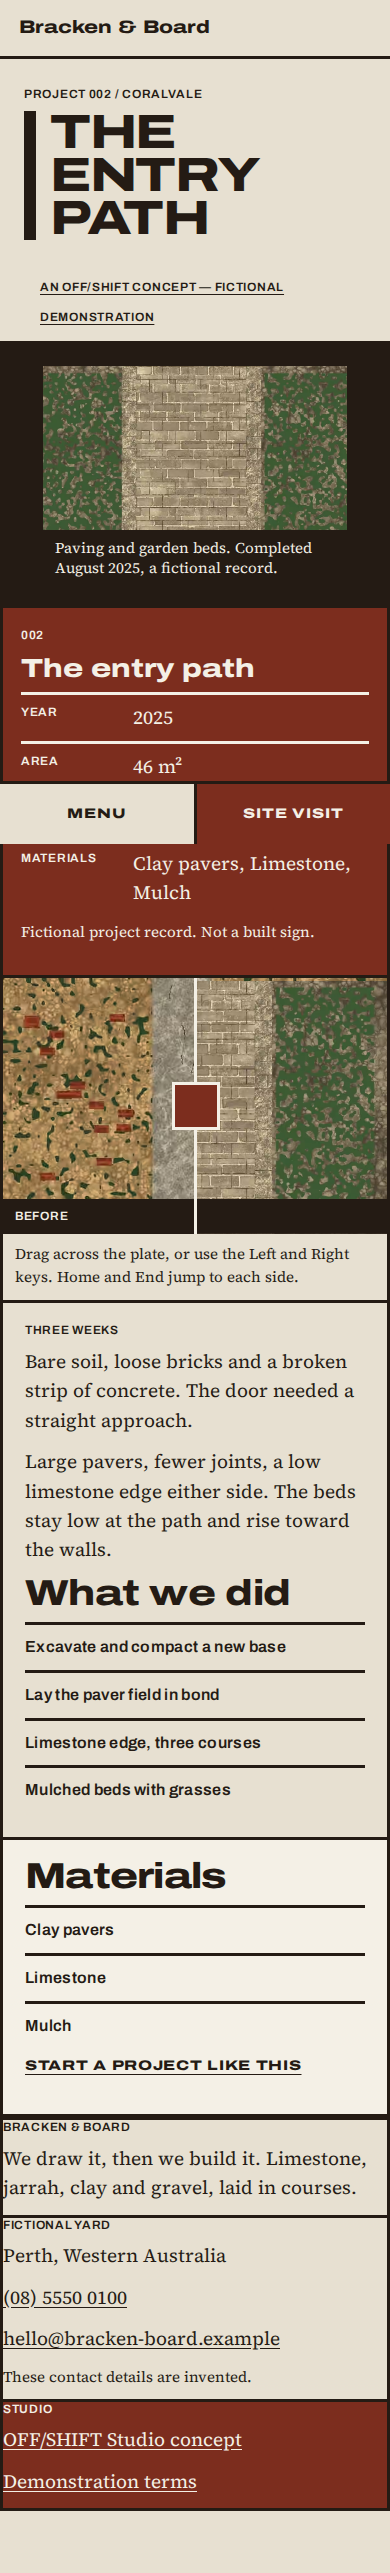 Bracken & Board
PROJECT 002 / CORALVALE
THE
ENTRY
PATH
AN OFF/SHIFT CONCEPT — FICTIONAL
DEMONSTRATION
Paving and garden beds. Completed
August 2025, a fictional record.
002
The entry path
YEAR 2025
AREA 46 m²
MENU SITE VISIT
MATERIALS Clay pavers, Limestone,
Mulch
Fictional project record. Not a built sign.
BEFORE
Drag across the plate, or use the Left and Right
keys. Home and End jump to each side.
THREE WEEKS
Bare soil, loose bricks and a broken
strip of concrete. The door needed a
straight approach.
Large pavers, fewer joints, a low
limestone edge either side. The beds
stay low at the path and rise toward
the walls.
What we did
Excavate and compact a new base
Lay the paver field in bond
Limestone edge, three courses
Mulched beds with grasses
Materials
Clay pavers
Limestone
Mulch
START A PROJECT LIKE THIS
BRACKEN & BOARD
We draw it, then we build it. Limestone,
jarrah, clay and gravel, laid in courses.
FICTIONAL YARD
Perth, Western Australia
(08) 5550 0100
hello@bracken-board.example
These contact details are invented.
STUDIO
OFF/SHIFT Studio concept
Demonstration terms